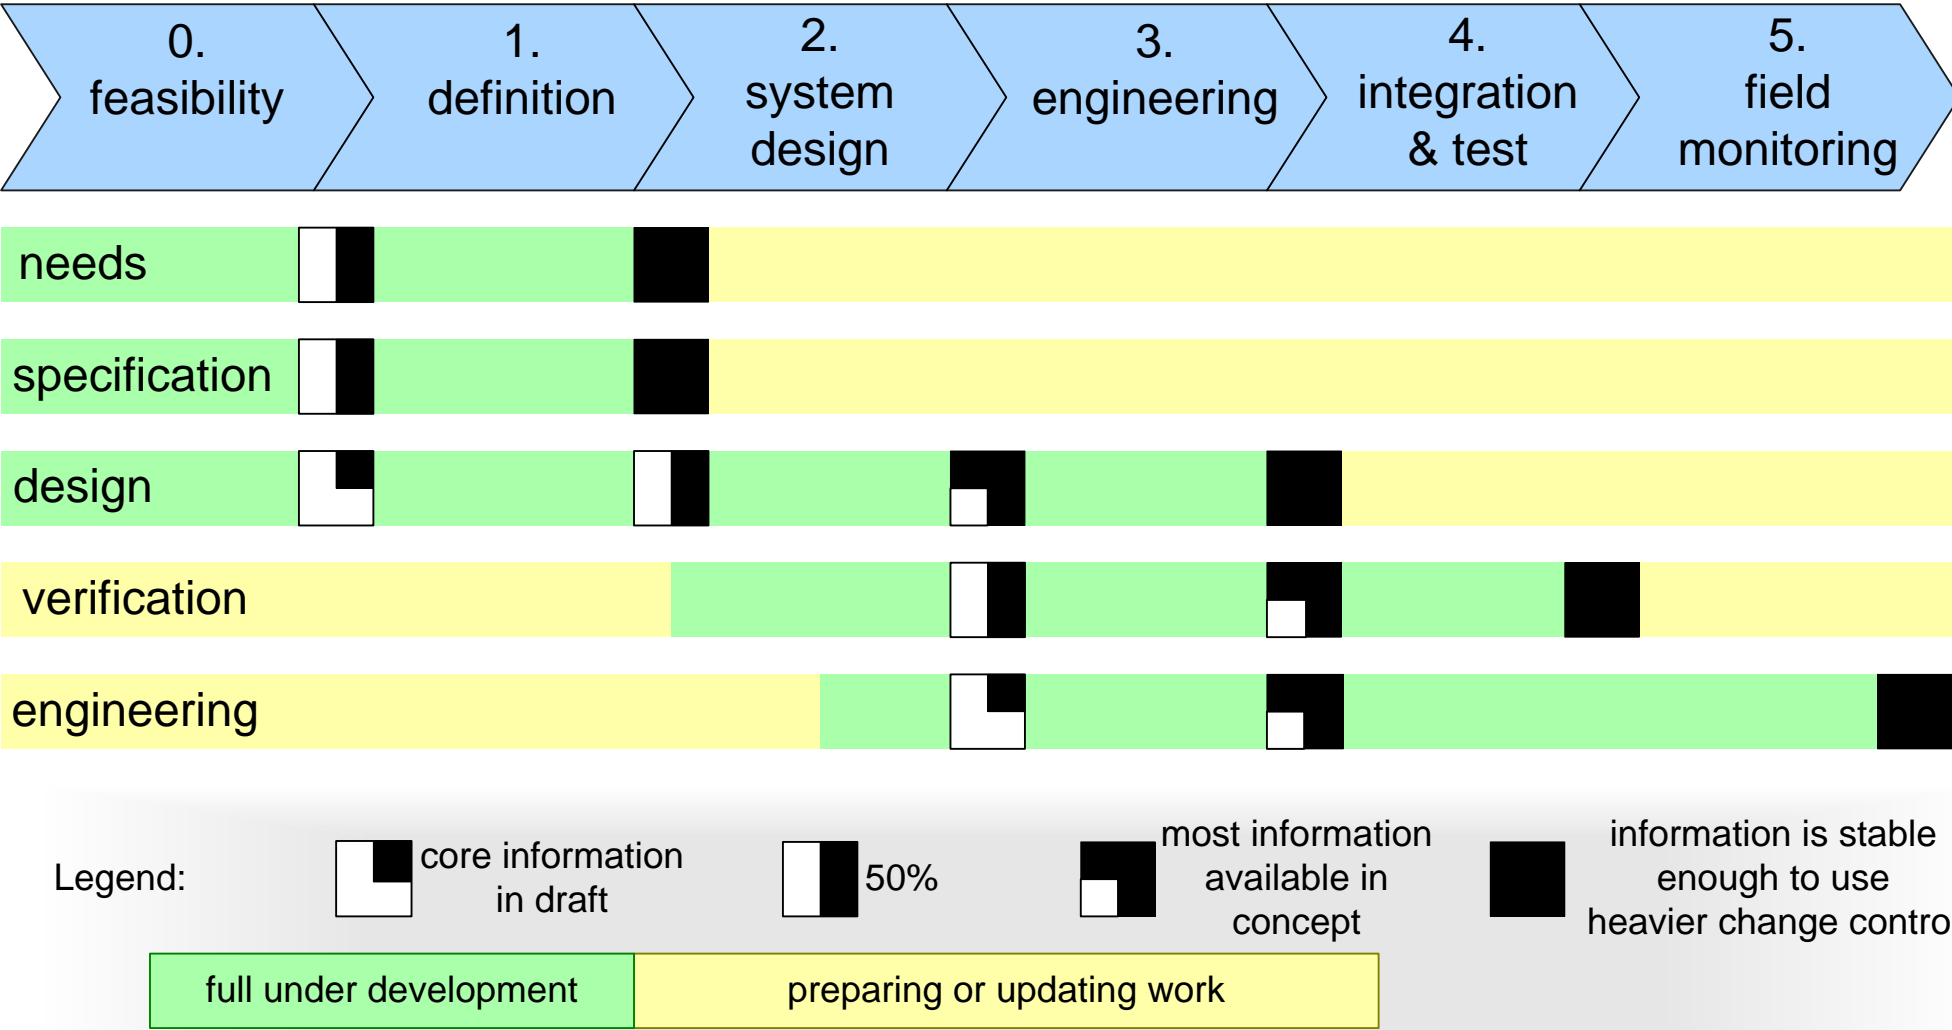 0.
feasibility
1.
definition
2.
system
design
3.
engineering
4.
integration
& test
5.
field
monitoring
needs
specification
design
verification
engineering
Legend:
core information
in draft
50%
most information
available in
concept
information is stable
enough to use
heavier change contro
full under development
preparing or updating work